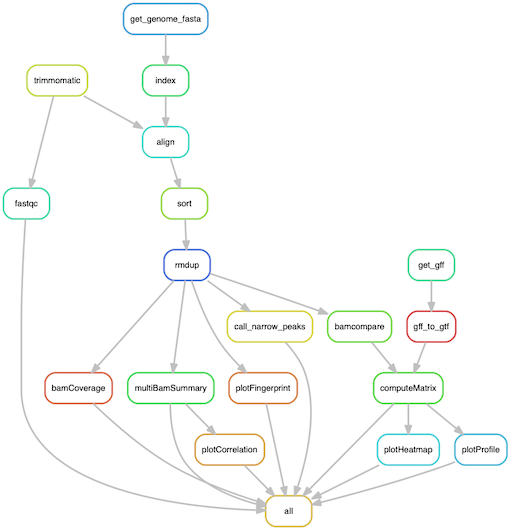 get_genome_fasta
trimmomatic
index
align
fastqc
sort
rmdup
get_gff
call_narrow_peaks
bamcompare
gff_to_gtf
bamCoverage
multiBamSummary
plotFingerprint
computeMatrix
plotCorrelation
plotHeatmap
plotProfile
all